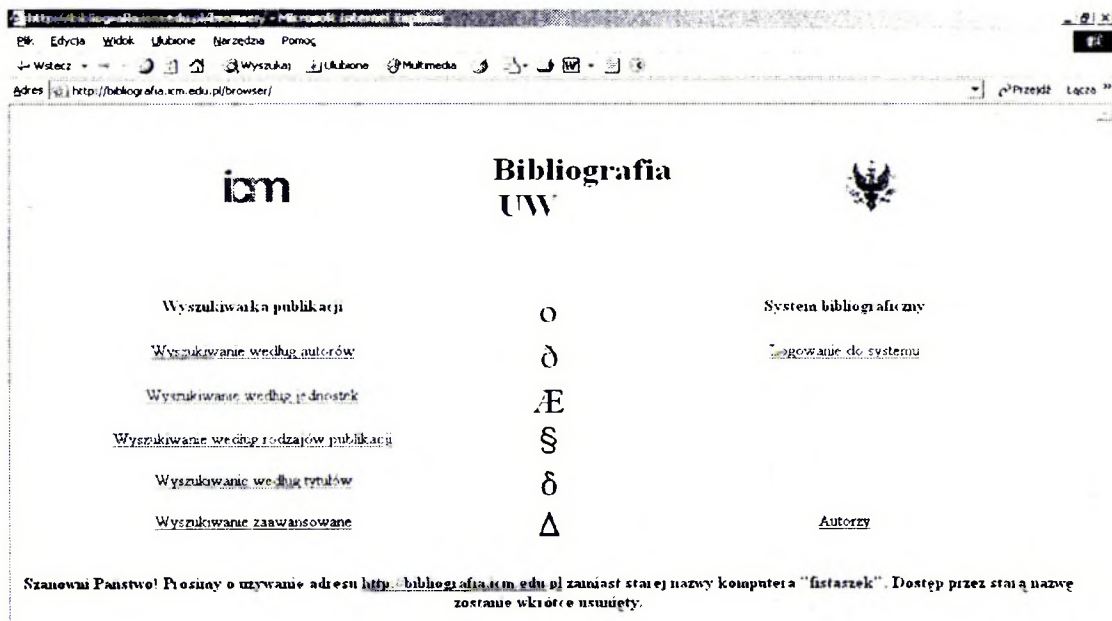 Plik Edycja Widok Ulubione Narzędzia Pomoc
Wstecz Wyszukaj Ulubione Multimedia
Adres http://bibliografia.icm.edu.pl/browser/ Przejdź Łącza »
icm
Bibliografia
UW
Wyszukiwarka publikacji o System bibliograficzny
Wyszukiwanie według autorów ð Logowanie do systemu
Wyszukiwanie według jednostek Æ
Wyszukiwanie według rodzajów publikacji §
Wyszukiwanie według tytułów δ
Wyszukiwanie zaawansowane Δ Autorzy
Szanowni Panstwo! Prosimy o używanie adresu http://bibliografia.icm.edu.pl zamiast starej nazwy komputera "fistaszek". Dostęp przez starą nazwę
zostanie wkrótce usunięty.